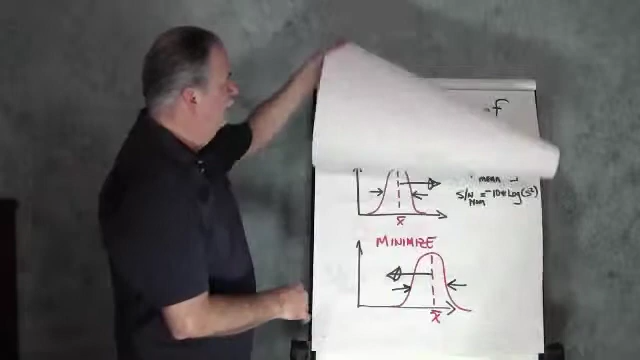 = f
mean
S/N Nom = -10 * Log(s²)
x̄
MINIMIZE
x̄